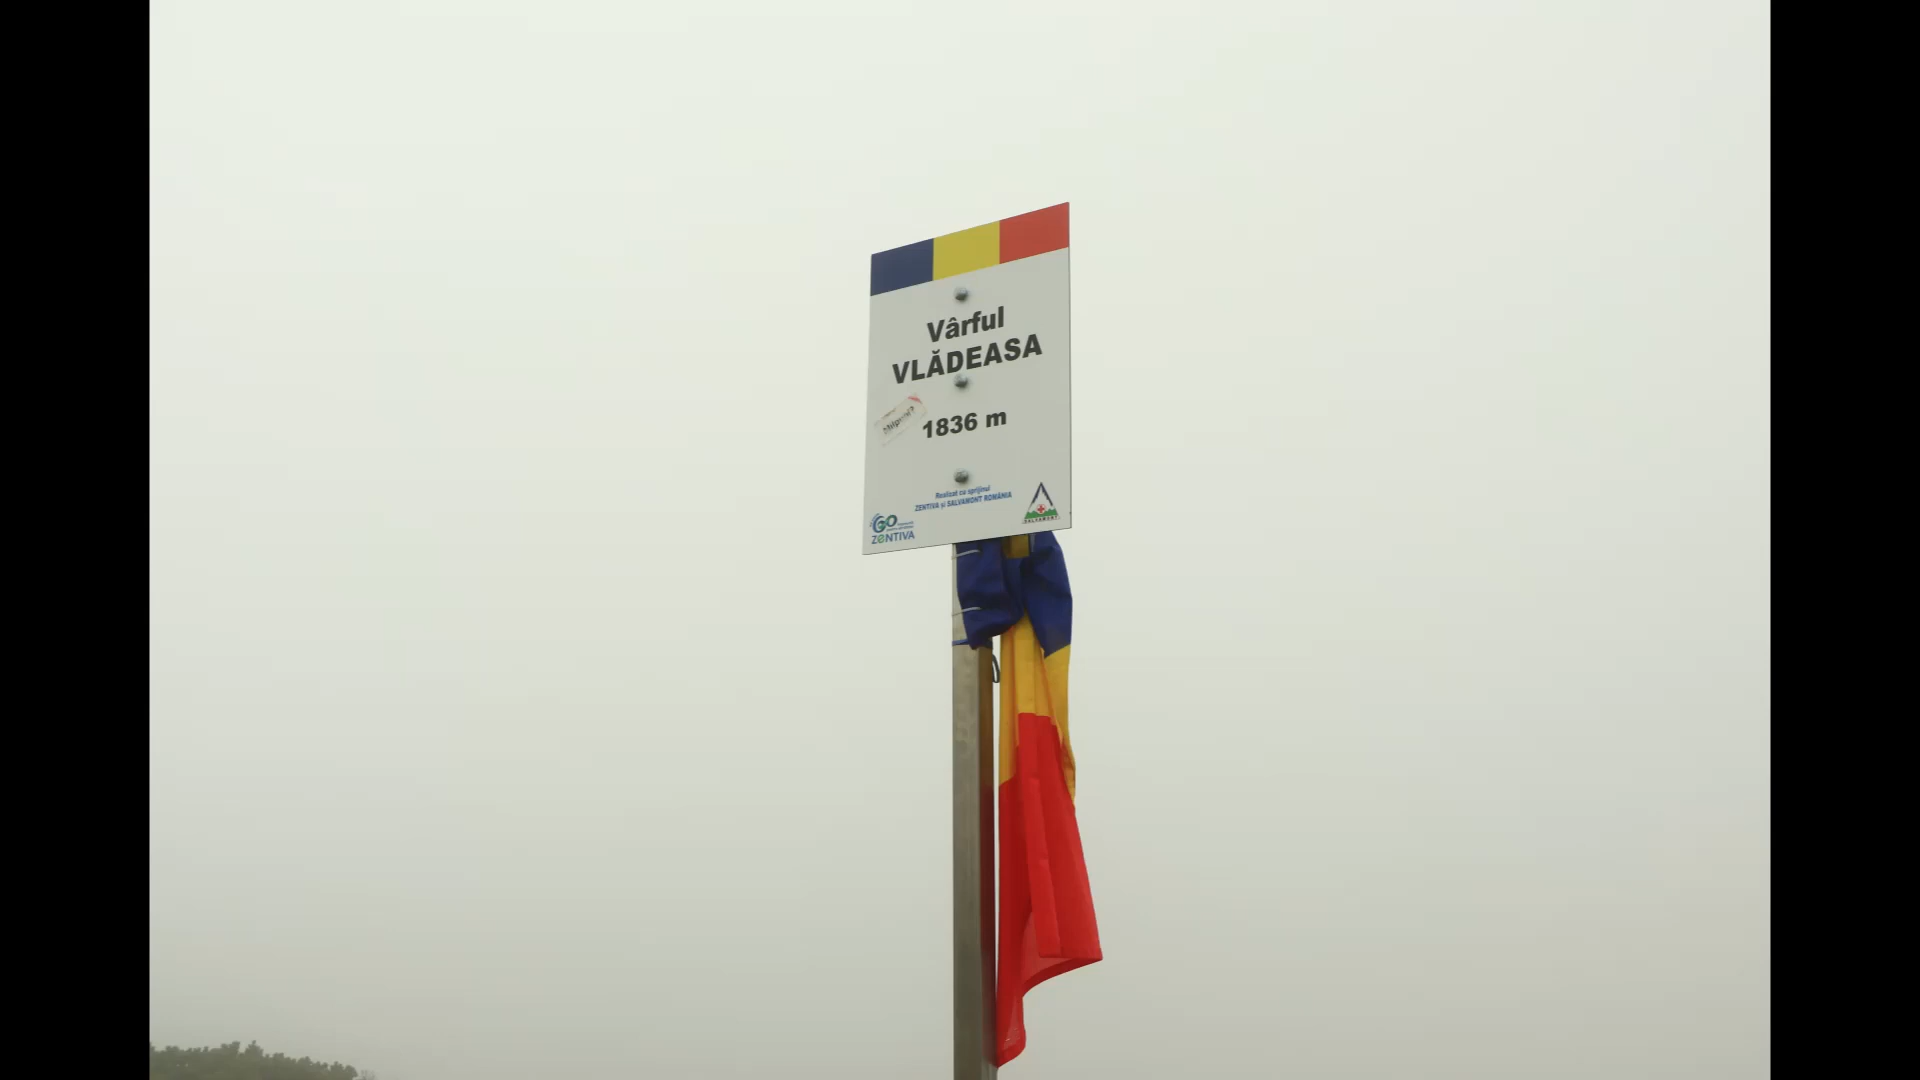 Vârful
VLĂDEASA
1836 m
Realizat cu sprijinul
ZENTIVA și SALVAMONT ROMÂNIA
GO
ZENTIVA
SALVAMONT